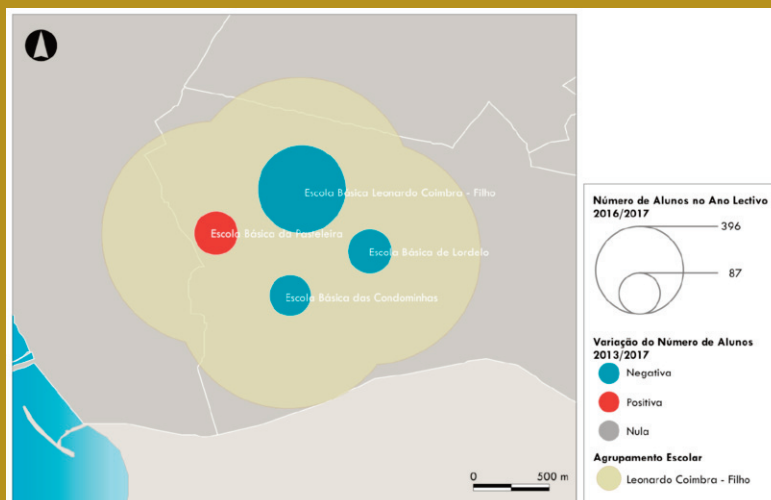 Escola Básica Leonardo Coimbra - Filho
Escola Básica da Pasteleira
Escola Básica de Lordelo
Escola Básica das Condominhas
0 500 m
Número de Alunos no Ano Lectivo
2016/2017
396
87
Variação do Número de Alunos
2013/2017
Negativa
Positiva
Nula
Agrupamento Escolar
Leonardo Coimbra - Filho